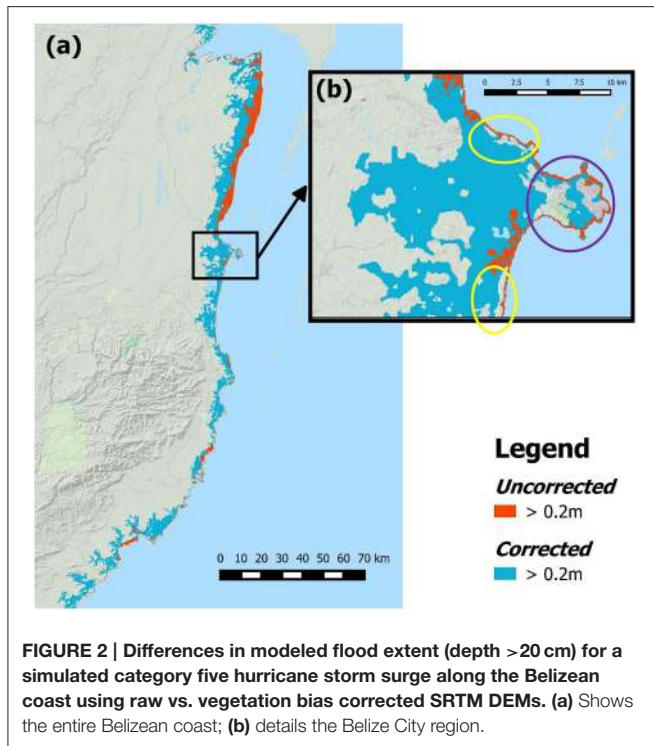 (a)
(b)
0 2.5 5 7.5 10 km
0 10 20 30 40 50 60 70 km
Legend
Uncorrected
> 0.2m
Corrected
> 0.2m
FIGURE 2 | Differences in modeled flood extent (depth >20 cm) for a
simulated category five hurricane storm surge along the Belizean
coast using raw vs. vegetation bias corrected SRTM DEMs. (a) Shows
the entire Belizean coast; (b) details the Belize City region.